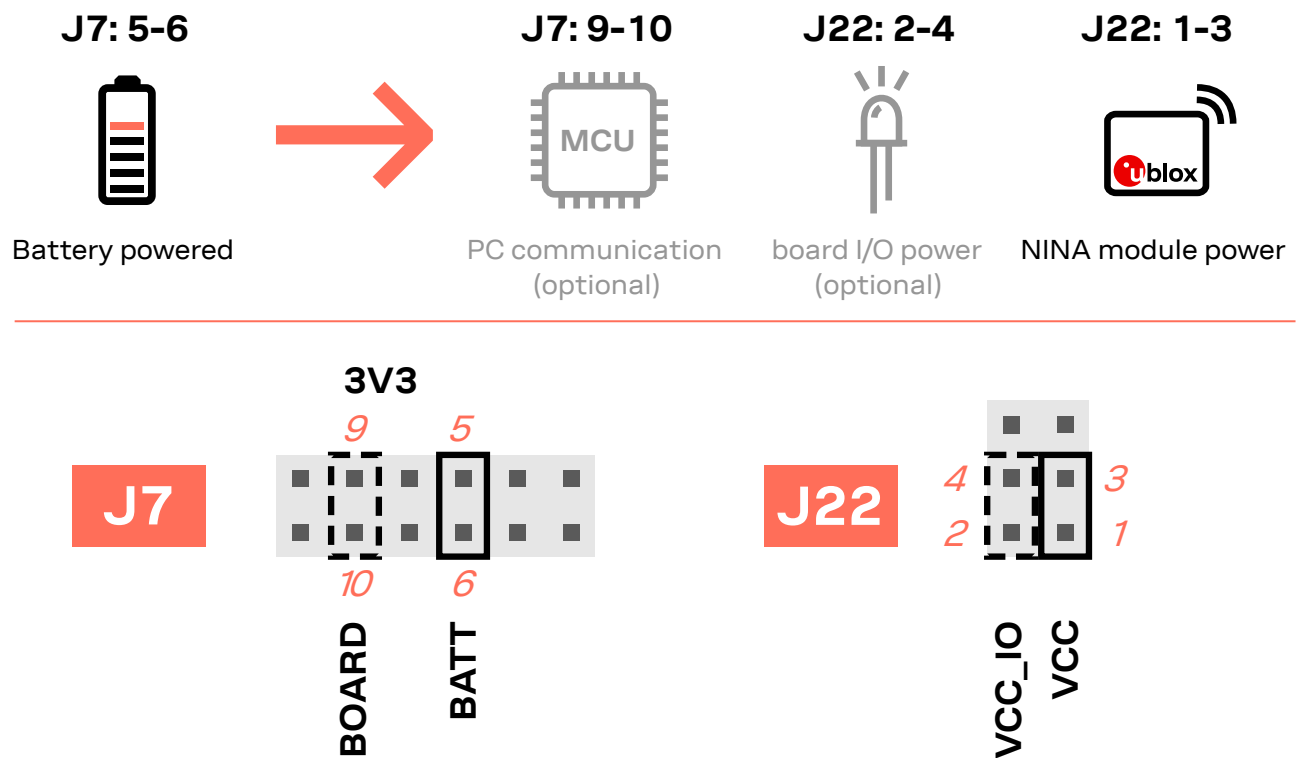 J7: 5-6
J7: 9-10
J22: 2-4
J22: 1-3
MCU
ublox
Battery powered
PC communication
(optional)
board I/O power
(optional)
NINA module power
3V3
9
5
J7
10
6
BOARD
BATT
J22
4
3
2
1
VCC_IO
VCC